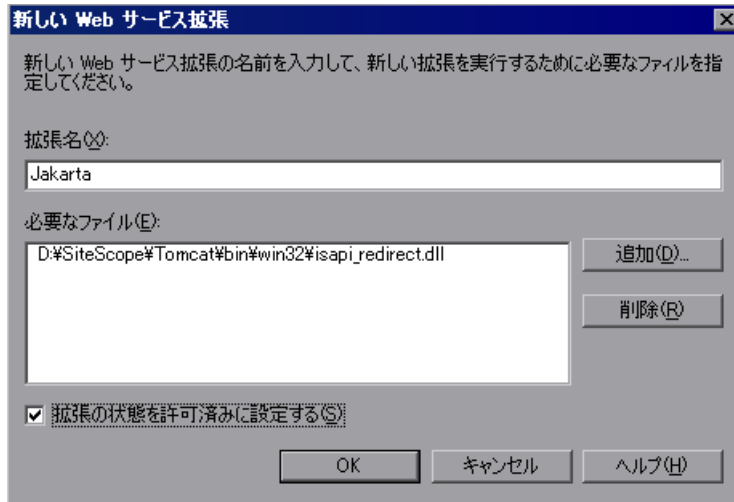 新しい Web サービス拡張
新しい Web サービス拡張の名前を入力して、新しい拡張を実行するために必要なファイルを指
定してください。
拡張名(X):
Jakarta
必要なファイル(E):
D:¥SiteScope¥Tomcat¥bin¥win32¥isapi_redirect.dll
追加(D)...
削除(R)
拡張の状態を許可済みに設定する(S)
OK
キャンセル
ヘルプ(H)